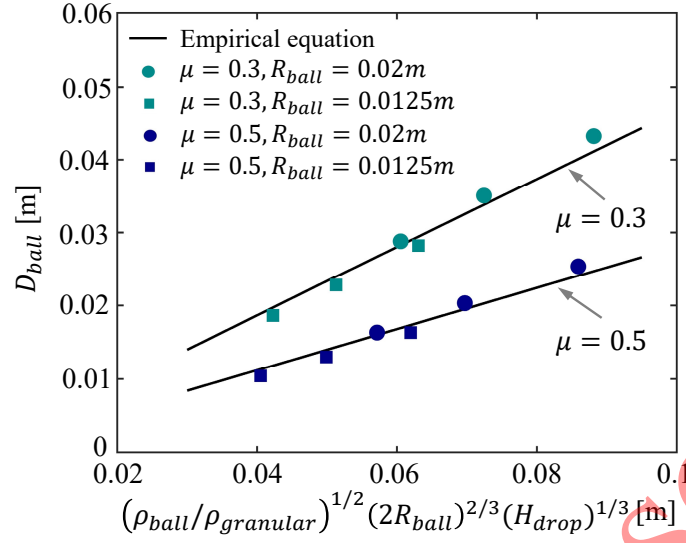 0.06
0.05
0.04
0.03
0.02
0.01
0
D_ball [m]
Empirical equation
μ = 0.3, R_ball = 0.02m
μ = 0.3, R_ball = 0.0125m
μ = 0.5, R_ball = 0.02m
μ = 0.5, R_ball = 0.0125m
μ = 0.3
μ = 0.5
0.02 0.04 0.06 0.08 0.1
(ρ_ball/ρ_granular)^1/2 (2R_ball)^2/3 (H_drop)^1/3 [m]